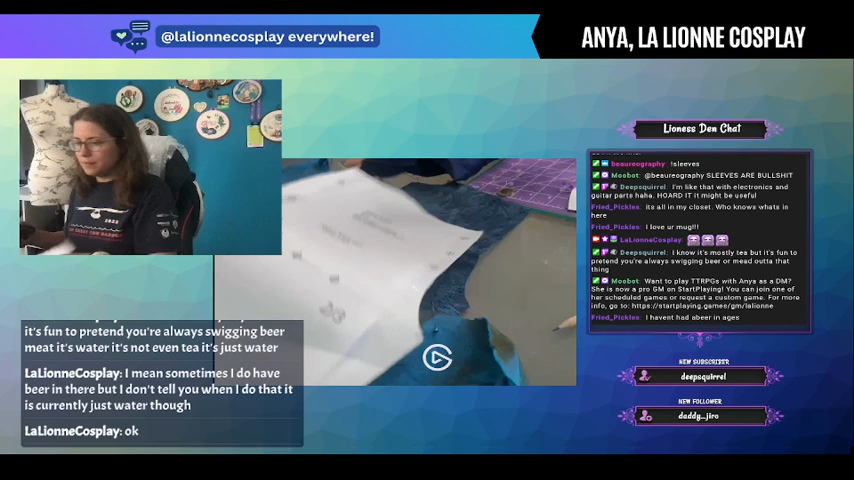 @lalionnecosplay everywhere!
ANYA, LA LIONNE COSPLAY
Lioness Den Chat
beaureography !sleeves
Moobot: @beaureography SLEEVES ARE BULLSHIT
Deepsquirrel: I'm like that with electronics and
guitar parts haha. HOARD IT it might be
useful
Fried_Pickles: its all in my closet. Who knows whats in
here
Fried_Pickles: I love ur mug!!!
LaLionneCosplay:
Deepsquirrel: I know it's mostly tea but it's fun to
pretend you're always swigging beer or mead outta that
thing
Moobot: Want to play TTRPGs with Anya as a DM?
She is now a pro GM on StartPlaying! You can join one
of her scheduled games or request a custom game. For more
info, go to: https://startplaying.games/gm/lalionne
Fried_Pickles: I havent had abeer in ages
it's fun to pretend you're always swigging beer
meat it's water it's not even tea it's just water
LaLionneCosplay: I mean sometimes I do have
beer in there but I don't tell you when I do that it
is currently just water though
LaLionneCosplay: ok
NEW SUBSCRIBER
deepsquirrel
NEW FOLLOWER
daddy_jiro